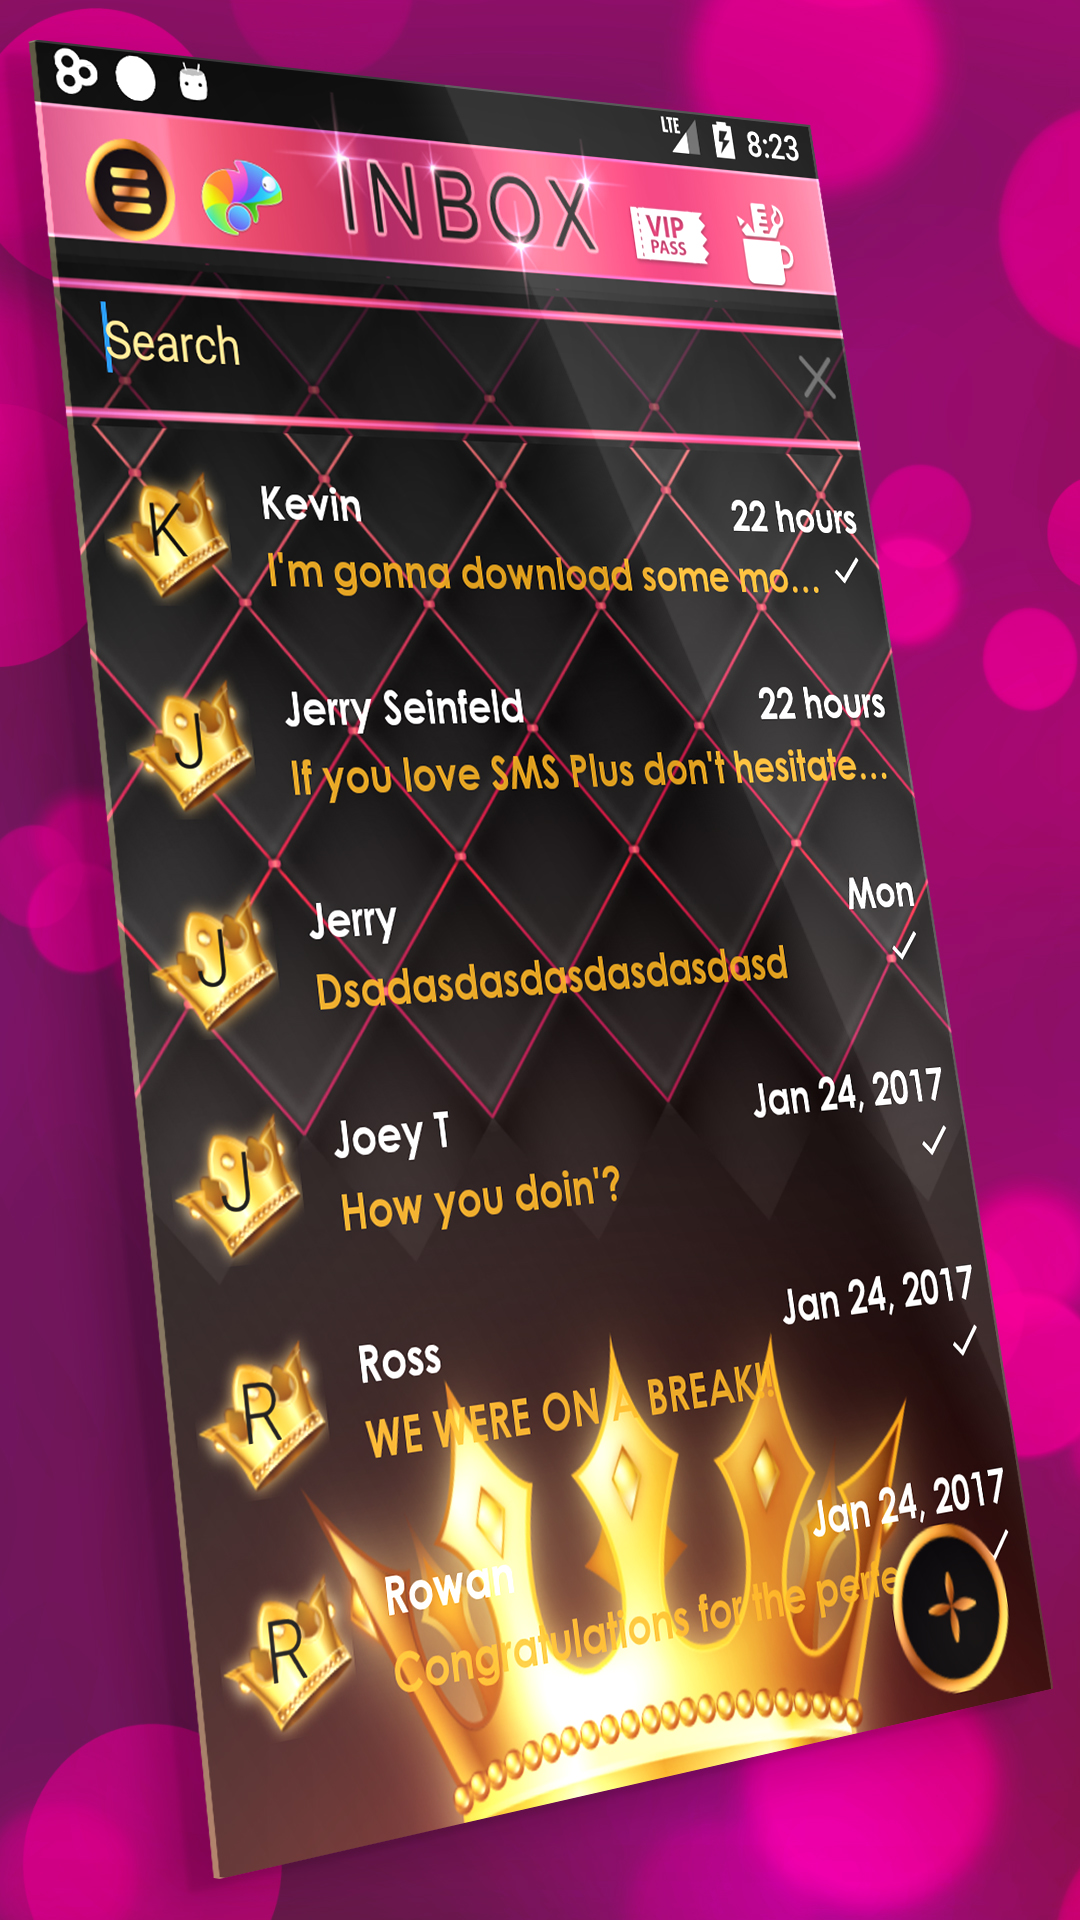 LTE 8:23
INBOX
VIP
PASS
Search
Kevin
22 hours
K
I'm gonna download some mo...
Jerry Seinfeld
22 hours
J
If you love SMS Plus don't hesitate...
Jerry
Mon
J
Dsadasdasdasdasdasdasd
Joey T
Jan 24, 2017
J
How you doin'?
Ross
Jan 24, 2017
R
WE WERE ON A BREAK!!
Rowan
Jan 24, 2017
R
Congratulations for the perfe